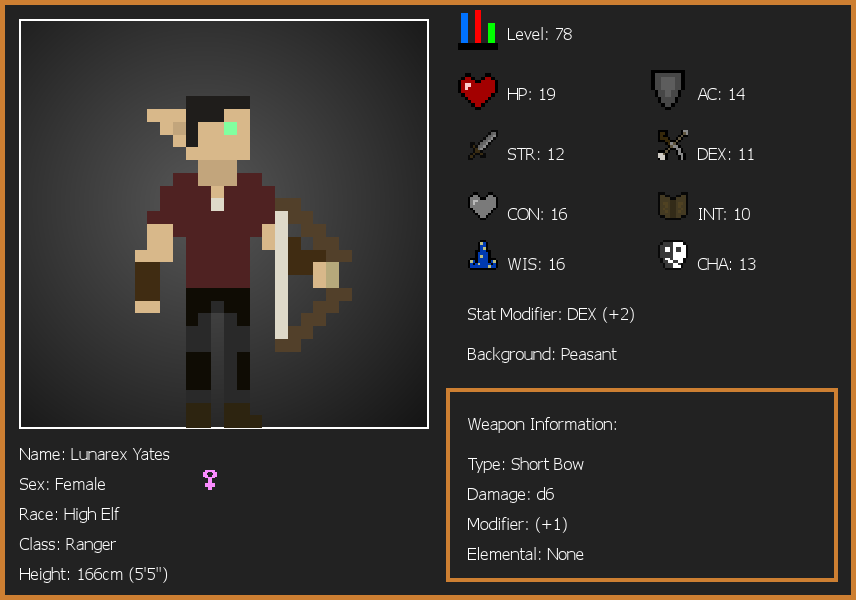 Level: 78
HP: 19
AC: 14
STR: 12
DEX: 11
CON: 16
INT: 10
WIS: 16
CHA: 13
Stat Modifier: DEX (+2)
Background: Peasant
Weapon Information:
Type: Short Bow
Damage: d6
Modifier: (+1)
Elemental: None
Name: Lunarex Yates
Sex: Female
Race: High Elf
Class: Ranger
Height: 166cm (5'5")